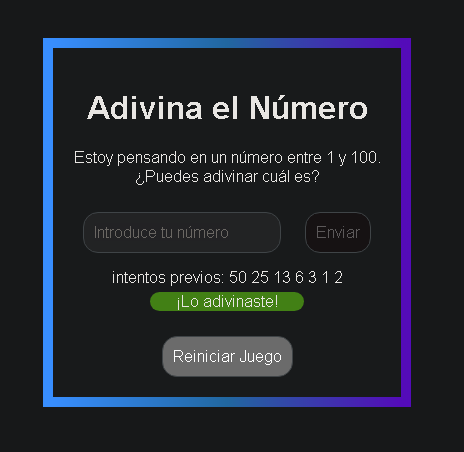 Adivina el Número
Estoy pensando en un número entre 1 y 100.
¿Puedes adivinar cuál es?
Introduce tu número
Enviar
intentos previos: 50 25 13 6 3 1 2
¡Lo adivinaste!
Reiniciar Juego